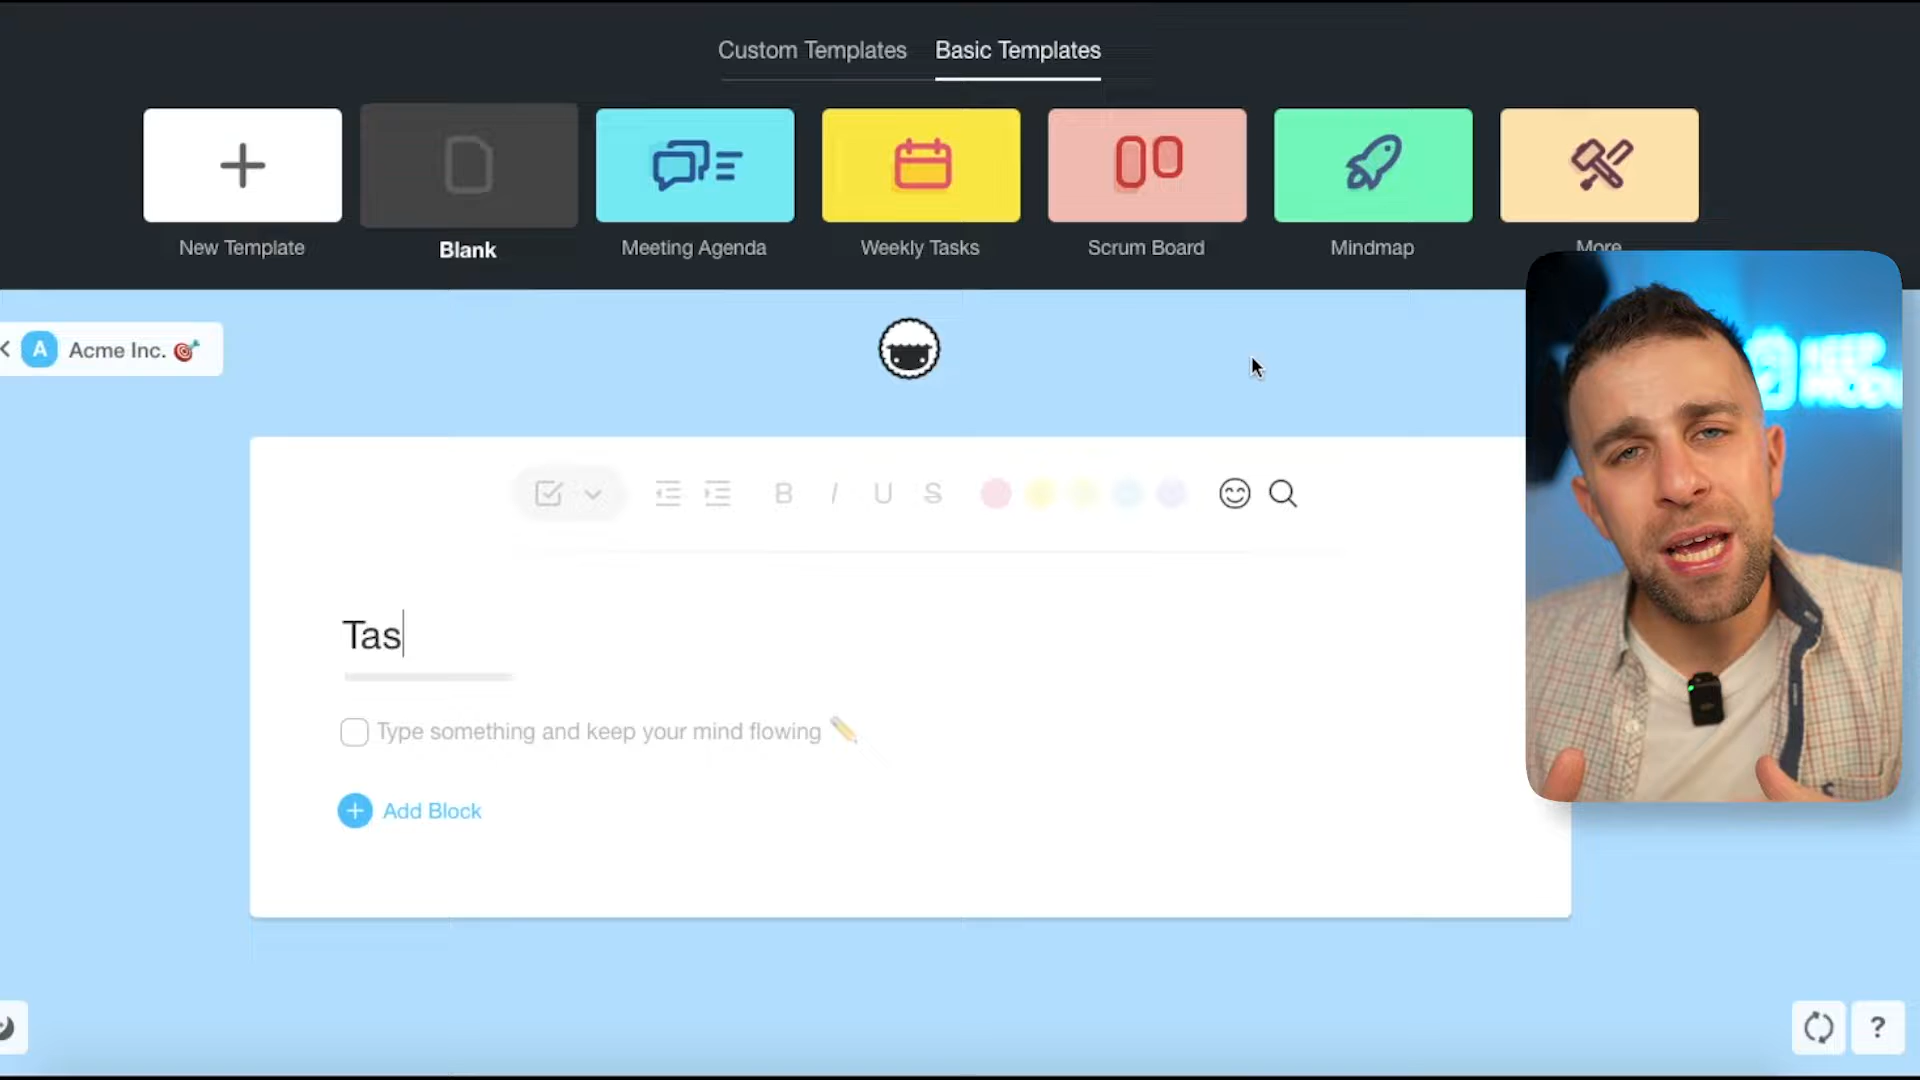 Custom Templates Basic Templates
New Template Blank Meeting Agenda Weekly Tasks Scrum Board Mindmap More
A Acme Inc.
B I U S
Tas
Type something and keep your mind flowing
Add Block
?